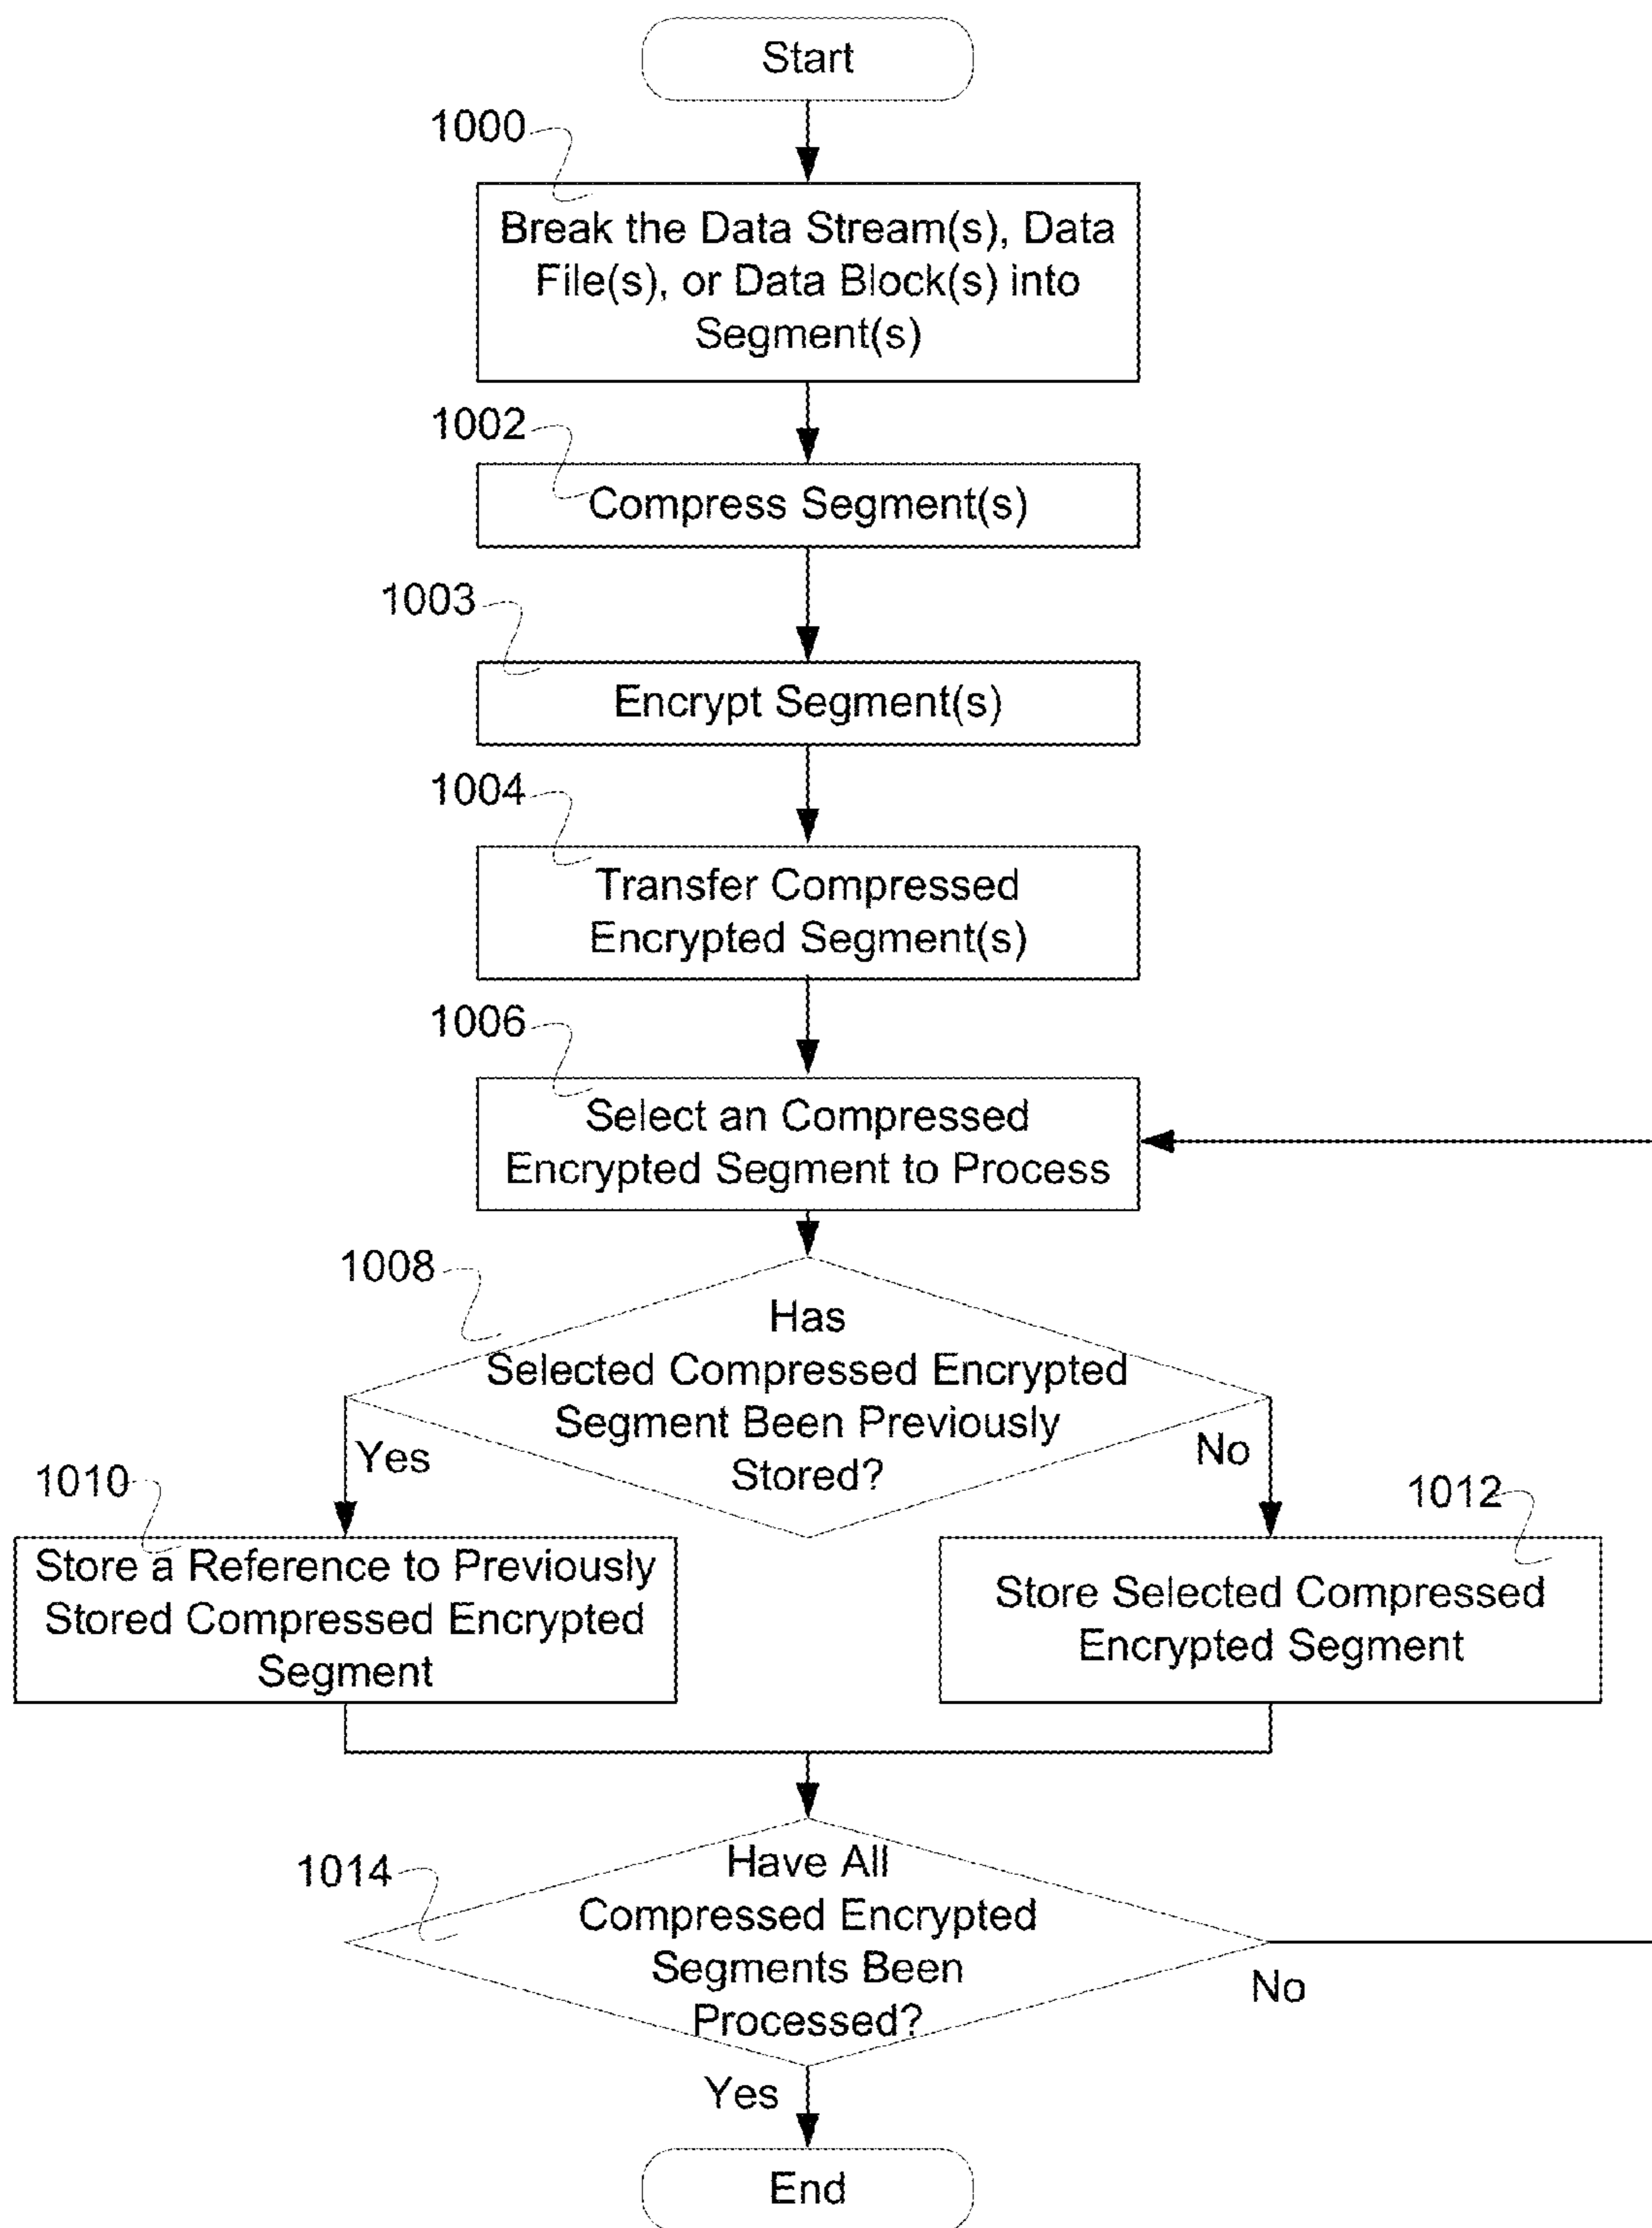 Start
1000
Break the Data Stream(s), Data
File(s), or Data Block(s) into
Segment(s)
1002
Compress Segment(s)
1003
Encrypt Segment(s)
1004
Transfer Compressed
Encrypted Segment(s)
1006
Select an Compressed
Encrypted Segment to Process
1008
Has
Selected Compressed Encrypted
Segment Been Previously
Stored?
Yes
No
1010
Store a Reference to Previously
Stored Compressed Encrypted
Segment
1012
Store Selected Compressed
Encrypted Segment
1014
Have All
Compressed Encrypted
Segments Been
Processed?
No
Yes
End